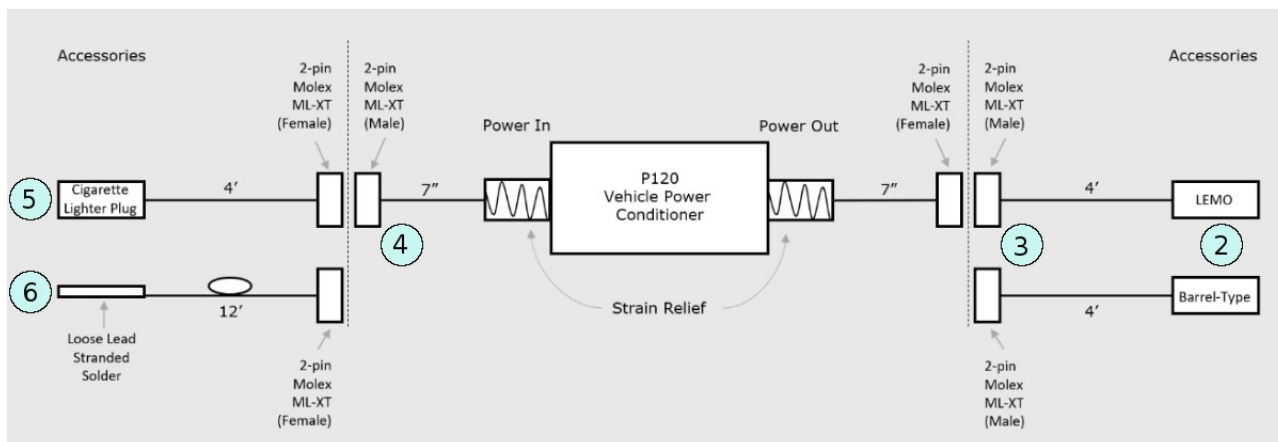 Accessories
Accessories
2-pin
Molex
ML-XT
(Female)
2-pin
Molex
ML-XT
(Male)
2-pin
Molex
ML-XT
(Female)
2-pin
Molex
ML-XT
(Male)
Power In
Power Out
5
Cigarette
Lighter Plug
4’
7”
P120
Vehicle Power
Conditioner
7”
4’
LEMO
4
3
2
6
12’
Strain Relief
4’
Barrel-Type
Loose Lead
Stranded
Solder
2-pin
Molex
ML-XT
(Female)
2-pin
Molex
ML-XT
(Male)